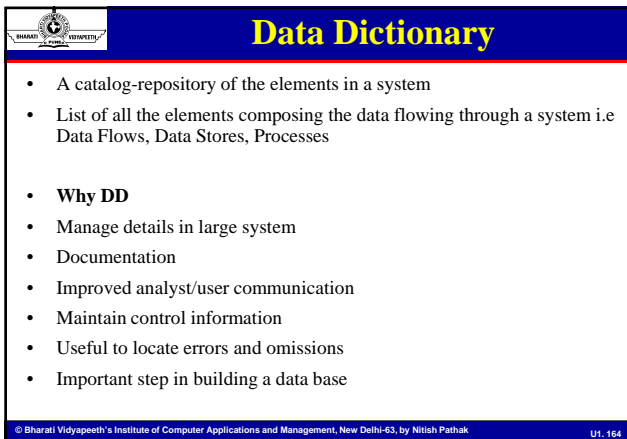 BHARATI VIDYAPEETH
PUNE
Data Dictionary
• A catalog-repository of the elements in a system
• List of all the elements composing the data flowing through a system i.e
Data Flows, Data Stores, Processes
• Why DD
• Manage details in large system
• Documentation
• Improved analyst/user communication
• Maintain control information
• Useful to locate errors and omissions
• Important step in building a data base
© Bharati Vidyapeeth's Institute of Computer Applications and Management, New Delhi-63, by Nitish Pathak
U1. 164